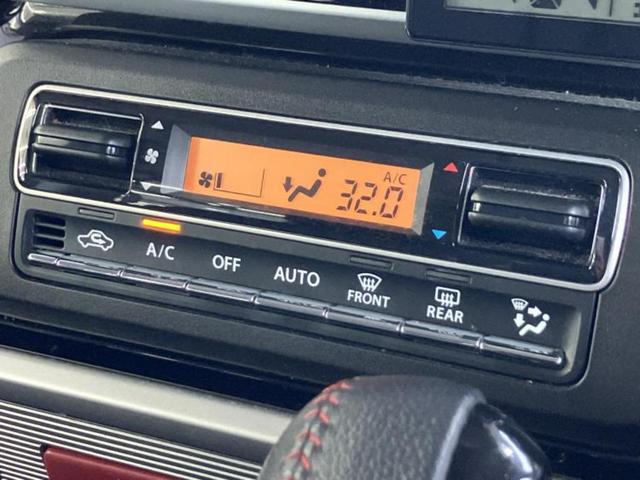 A/C
32.0
A/C
OFF
AUTO
FRONT
REAR